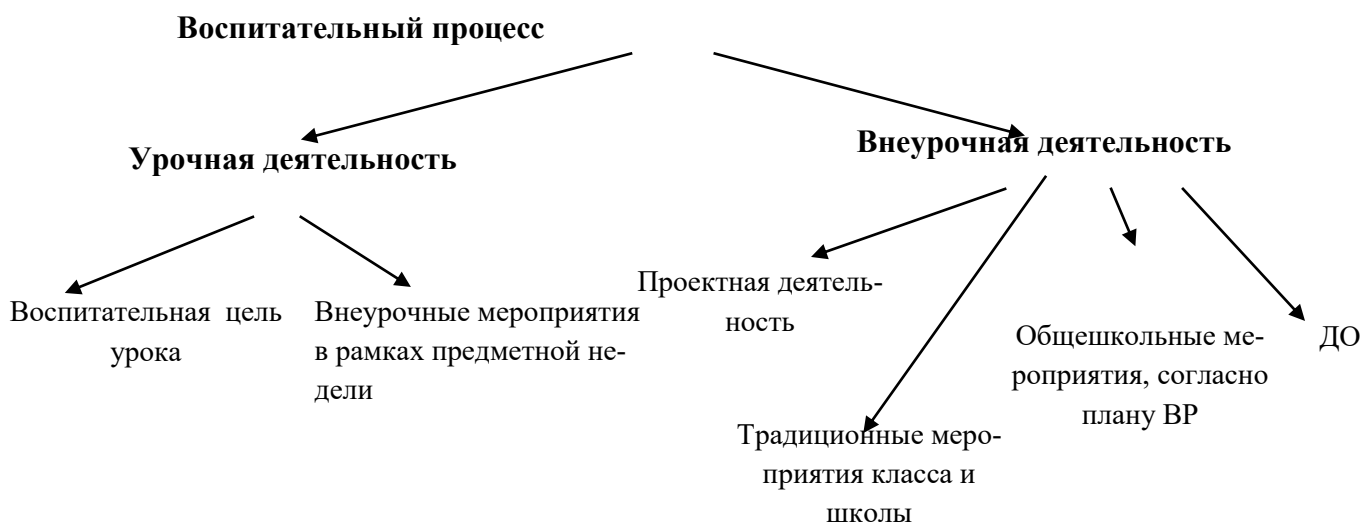 Воспитательный процесс
Урочная деятельность
Внеурочная деятельность
Воспитательная цель
урока
Внеурочные мероприятия
в рамках предметной не-
дели
Проектная деятель-
ность
Традиционные меро-
приятия класса и
школы
Общешкольные ме-
роприятия, согласно
плану ВР
ДО